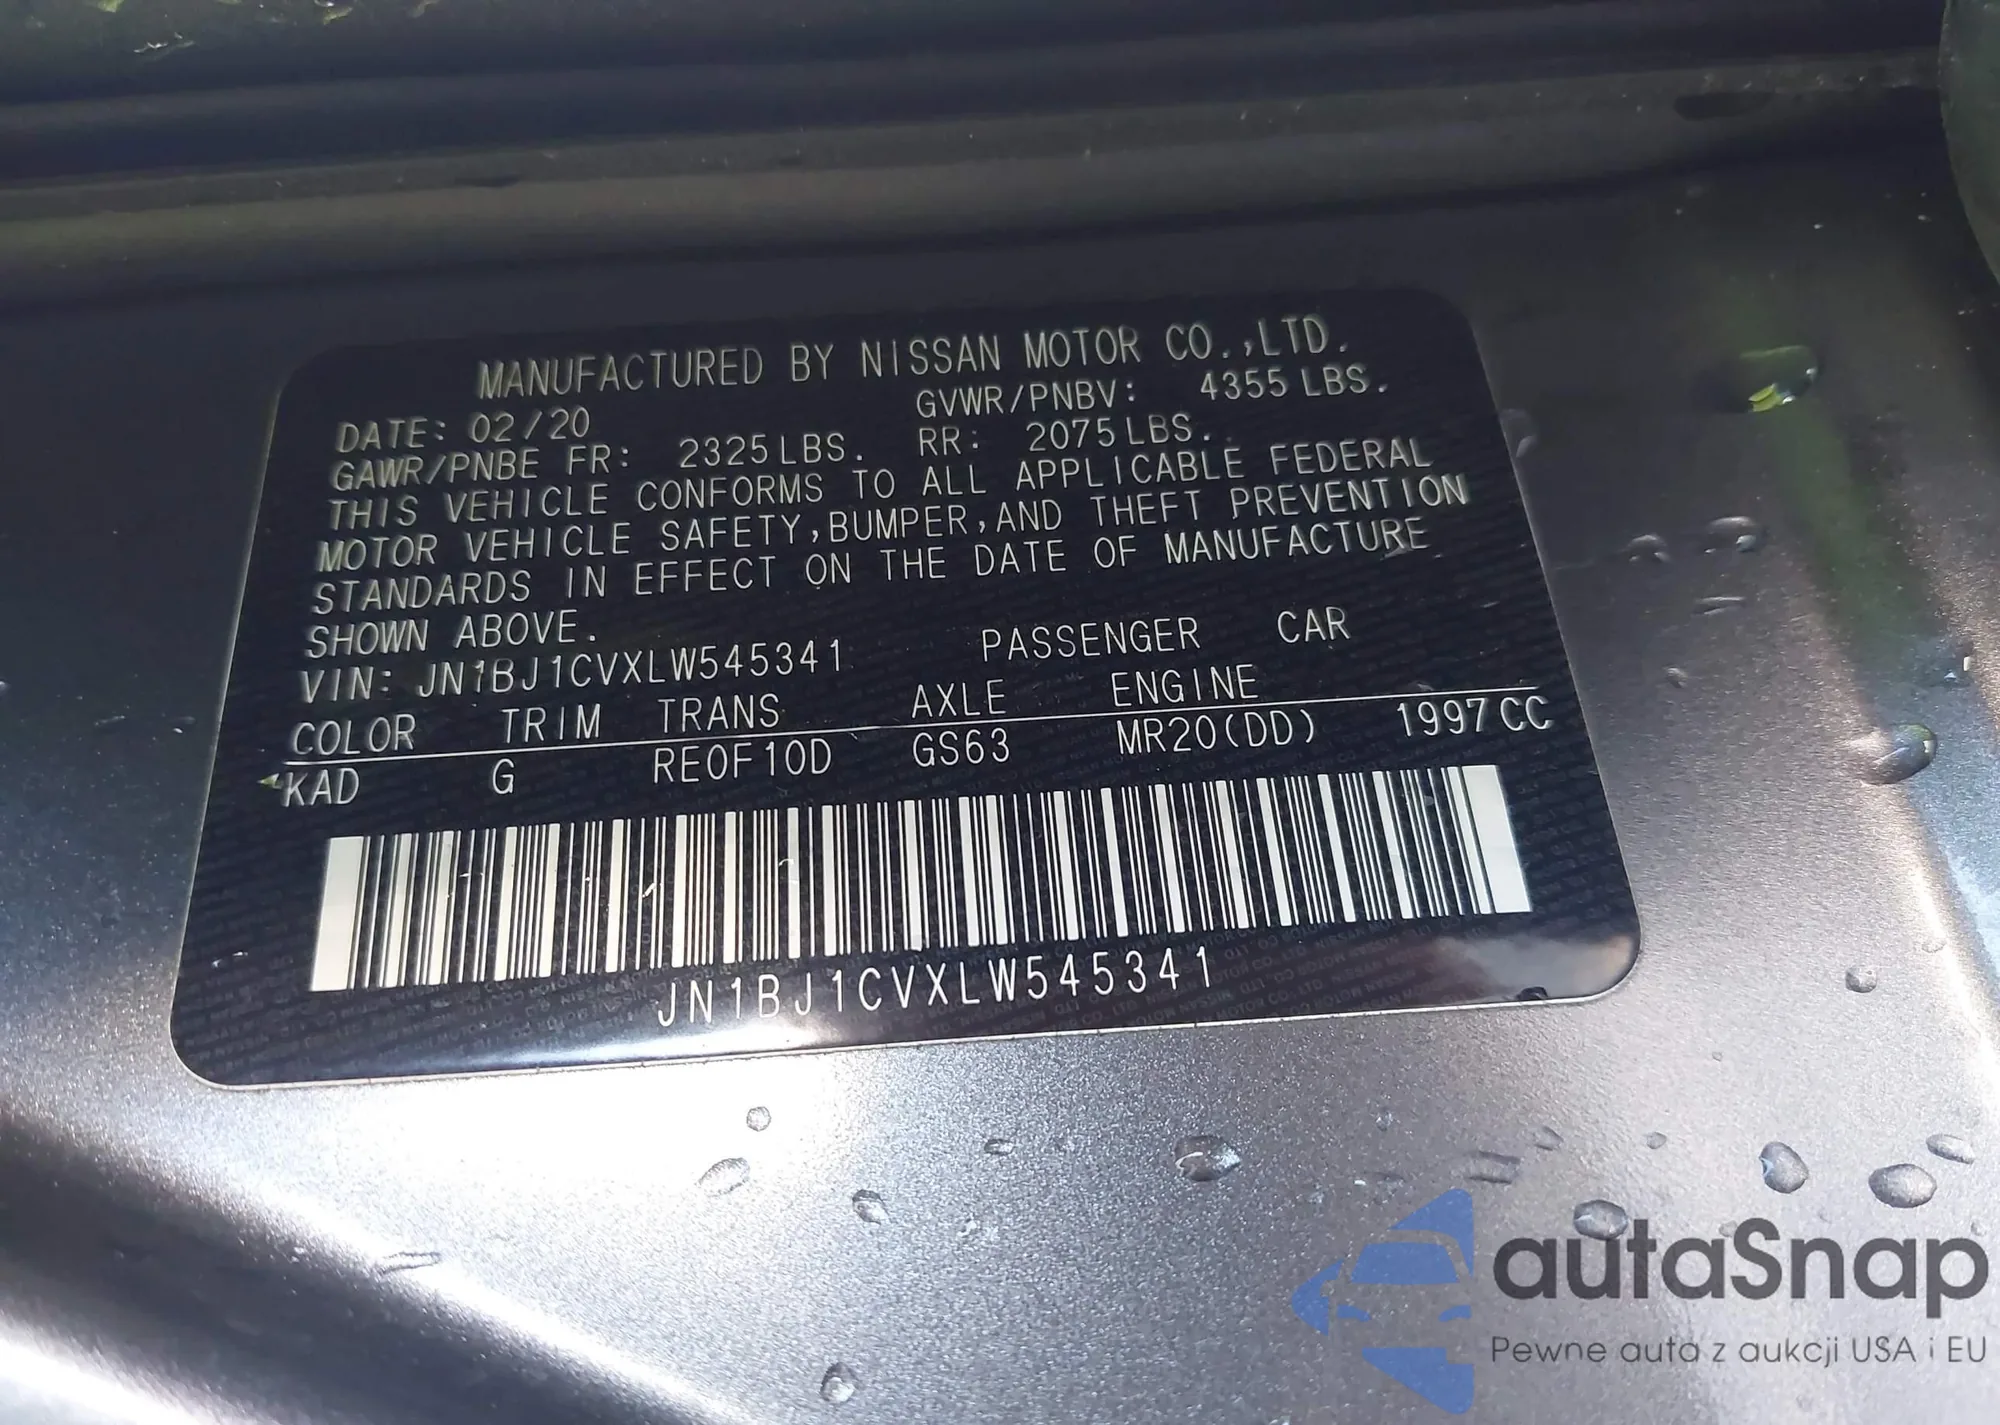 MANUFACTURED BY NISSAN MOTOR CO.,LTD.
DATE: 02/20 GVWR/PNBV: 4355 LBS.
GAWR/PNBE FR: 2325 LBS. RR: 2075 LBS.
THIS VEHICLE CONFORMS TO ALL APPLICABLE FEDERAL
MOTOR VEHICLE SAFETY,BUMPER,AND THEFT PREVENTION
STANDARDS IN EFFECT ON THE DATE OF MANUFACTURE
SHOWN ABOVE.
VIN: JN1BJ1CVXLW545341 PASSENGER CAR
COLOR TRIM TRANS AXLE ENGINE
KAD G RE0F10D GS63 MR20(DD) 1997 CC
JN1BJ1CVXLW545341
autaSnap
Pewne auta z aukcji USA i EU